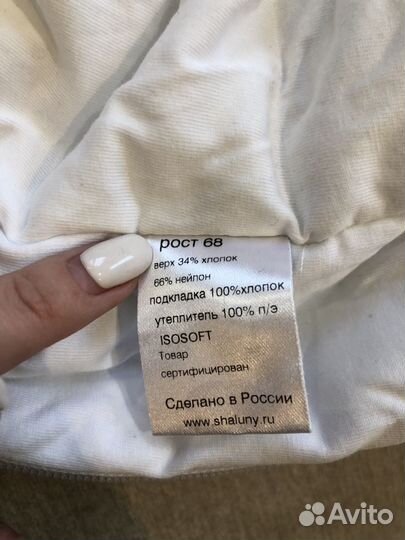 рост 68
верх 34% хлопок
66% нейлон
подкладка 100%хлопок
утеплитель 100% п/э
ISOSOFT
Товар
сертифицирован
Сделано в России
www.shaluny.ru
Avito